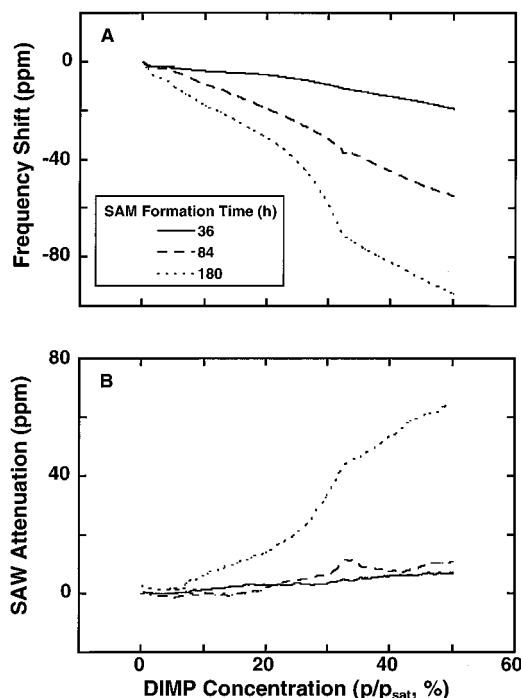 A
0
-40
-80
Frequency Shift (ppm)
SAM Formation Time (h)
36
84
180
B
80
40
0
SAW Attenuation (ppm)
0
20
40
60
DIMP Concentration (p/psat, %)